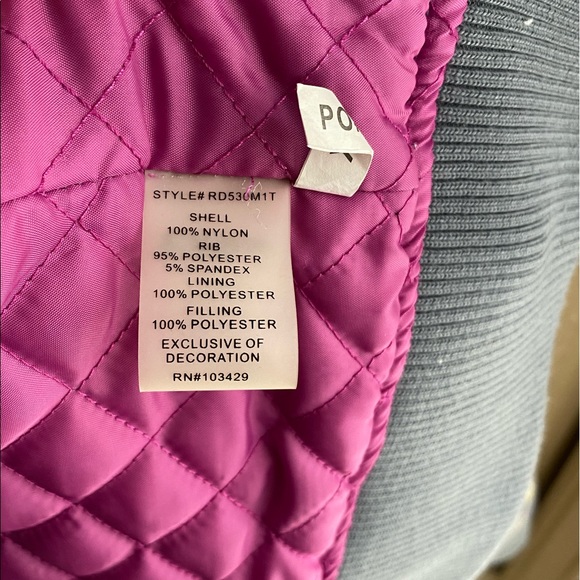 STYLE# RD530M1T
SHELL
100% NYLON
RIB
95% POLYESTER
5% SPANDEX
LINING
100% POLYESTER
FILLING
100% POLYESTER
EXCLUSIVE OF
DECORATION
RN#103429